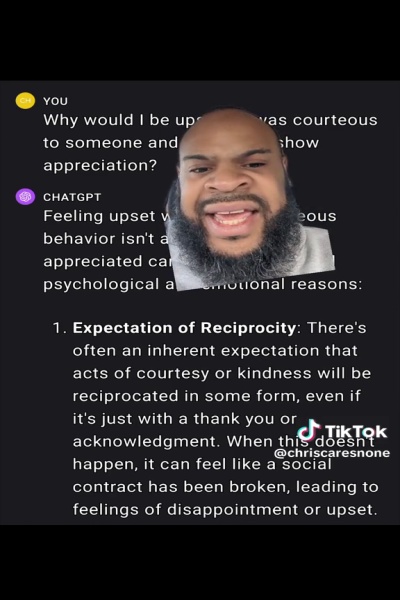 CH YOU
Why would I be ups was courteous
to someone and show
appreciation?
CHATGPT
Feeling upset w eous
behavior isn't a
appreciated ca
psychological a emotional reasons:
1. Expectation of Reciprocity: There's
often an inherent expectation that
acts of courtesy or kindness will be
reciprocated in some form, even if
it's just with a thank you or
acknowledgment. When this doesn't
happen, it can feel like a social
contract has been broken, leading to
feelings of disappointment or upset.
TikTok
@chriscaresnone